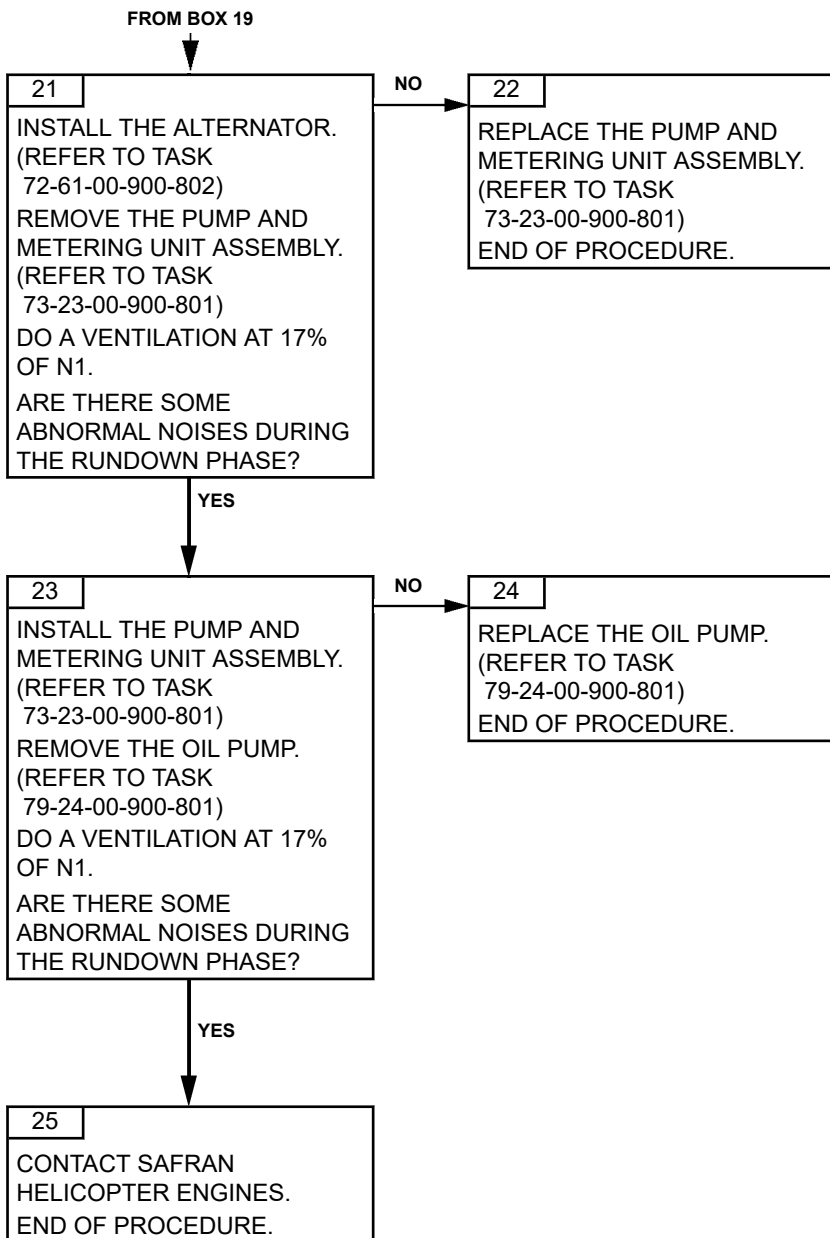 FROM BOX 19
21
INSTALL THE ALTERNATOR.
(REFER TO TASK
72-61-00-900-802)
REMOVE THE PUMP AND
METERING UNIT ASSEMBLY.
(REFER TO TASK
73-23-00-900-801)
DO A VENTILATION AT 17%
OF N1.
ARE THERE SOME
ABNORMAL NOISES DURING
THE RUNDOWN PHASE?
NO
22
REPLACE THE PUMP AND
METERING UNIT ASSEMBLY.
(REFER TO TASK
73-23-00-900-801)
END OF PROCEDURE.
YES
23
INSTALL THE PUMP AND
METERING UNIT ASSEMBLY.
(REFER TO TASK
73-23-00-900-801)
REMOVE THE OIL PUMP.
(REFER TO TASK
79-24-00-900-801)
DO A VENTILATION AT 17%
OF N1.
ARE THERE SOME
ABNORMAL NOISES DURING
THE RUNDOWN PHASE?
NO
24
REPLACE THE OIL PUMP.
(REFER TO TASK
79-24-00-900-801)
END OF PROCEDURE.
YES
25
CONTACT SAFRAN
HELICOPTER ENGINES.
END OF PROCEDURE.